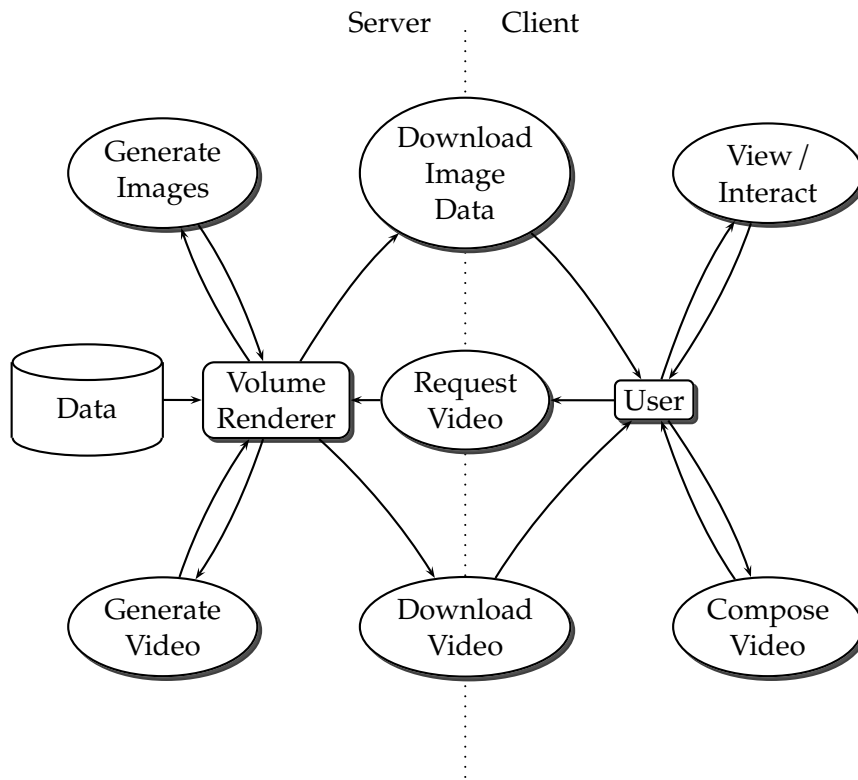 Server Client
Generate
Images
Download
Image
Data
View /
Interact
Data
Volume
Renderer
Request
Video
User
Generate
Video
Download
Video
Compose
Video